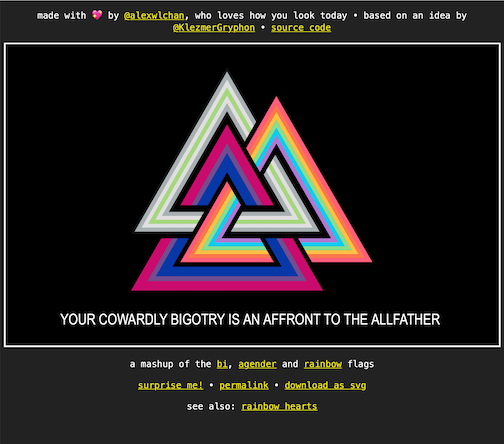 made with 💖 by @alexwlchan, who loves how you look today • based on an idea by
@KlezmerGryphon • source code
YOUR COWARDLY BIGOTRY IS AN AFFRONT TO THE ALLFATHER
a mashup of the bi, agender and rainbow flags
surprise me! • permalink • download as svg
see also: rainbow hearts